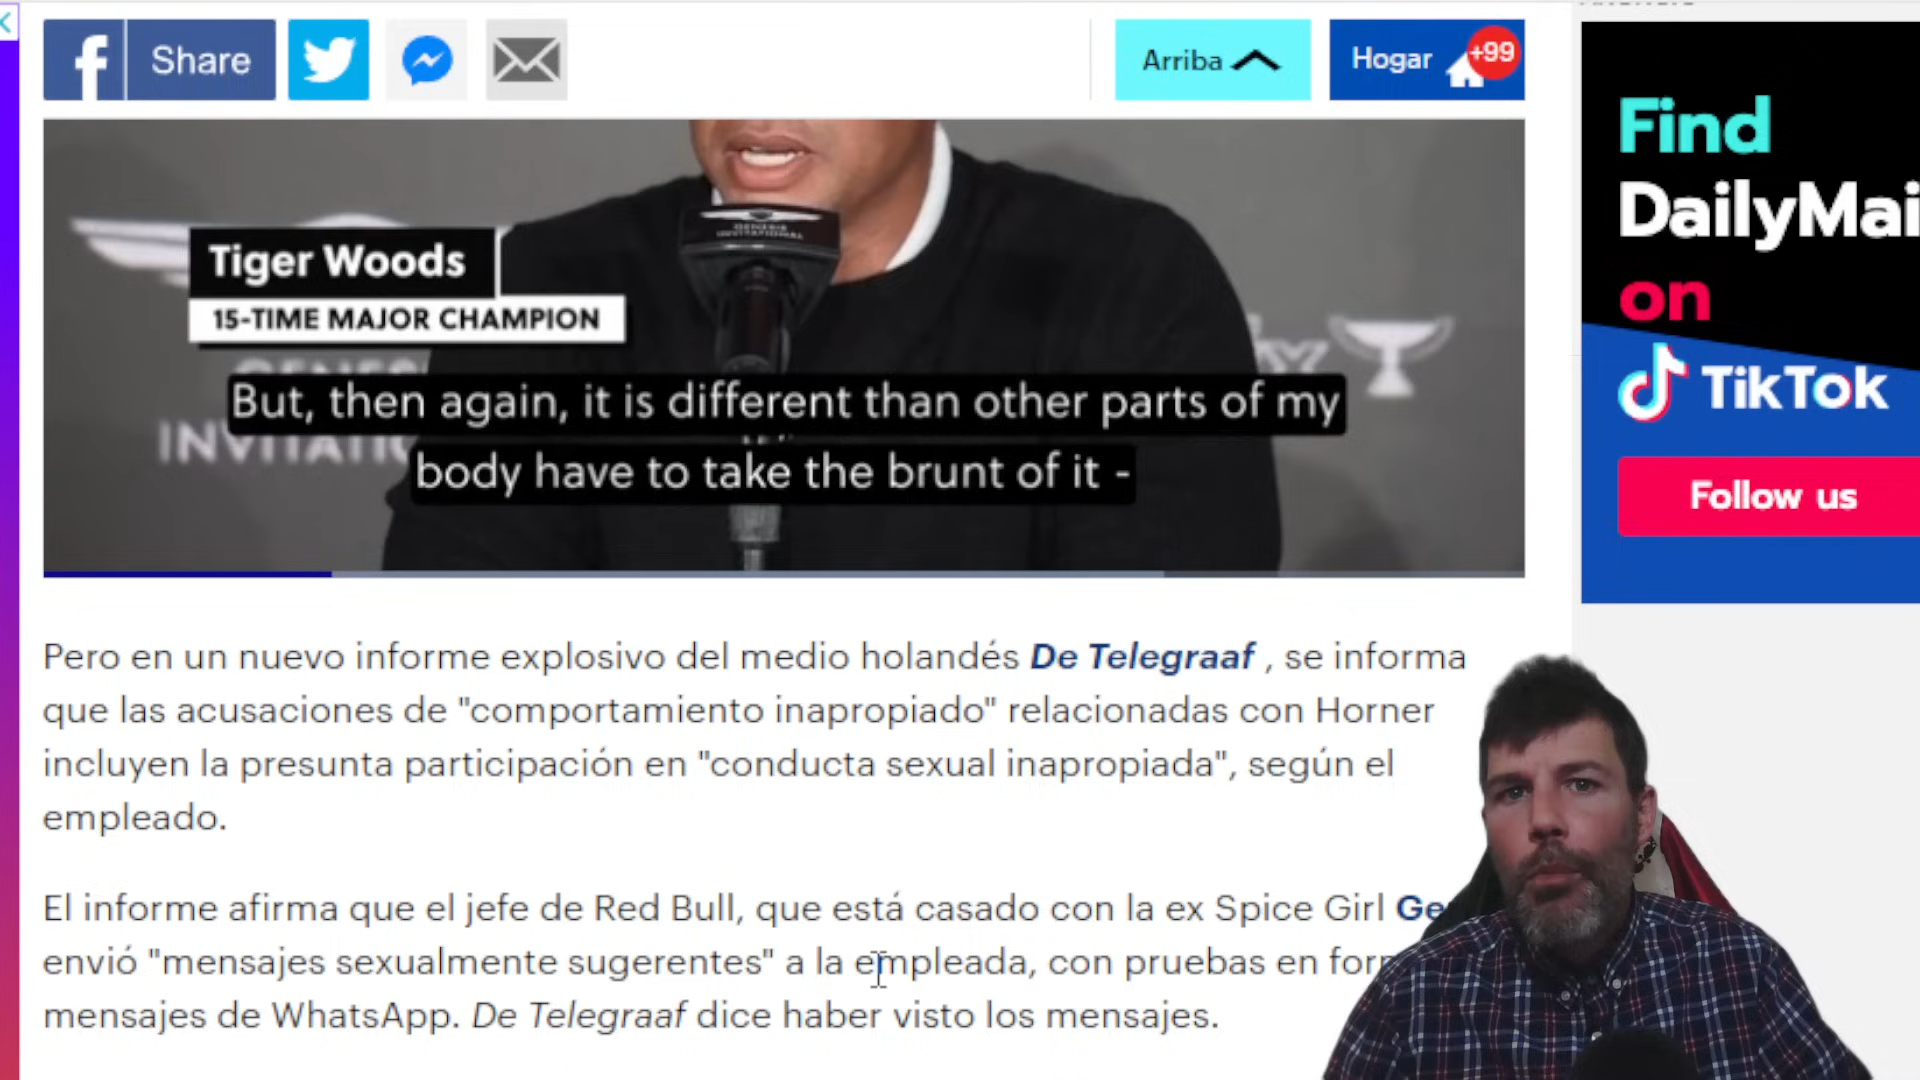 Share
Arriba
Hogar
+99
Tiger Woods
15-TIME MAJOR CHAMPION
But, then again, it is different than other parts of my
body have to take the brunt of it -
GENESIS
INVITATIONAL
Pero en un nuevo informe explosivo del medio holandés De Telegraaf , se informa
que las acusaciones de "comportamiento inapropiado" relacionadas con Horner
incluyen la presunta participación en "conducta sexual inapropiada", según el
empleado.
El informe afirma que el jefe de Red Bull, que está casado con la ex Spice Girl
envió "mensajes sexualmente sugerentes" a la empleada, con pruebas en
mensajes de WhatsApp. De Telegraaf dice haber visto los mensajes.
Find
DailyMai
on
TikTok
Follow us